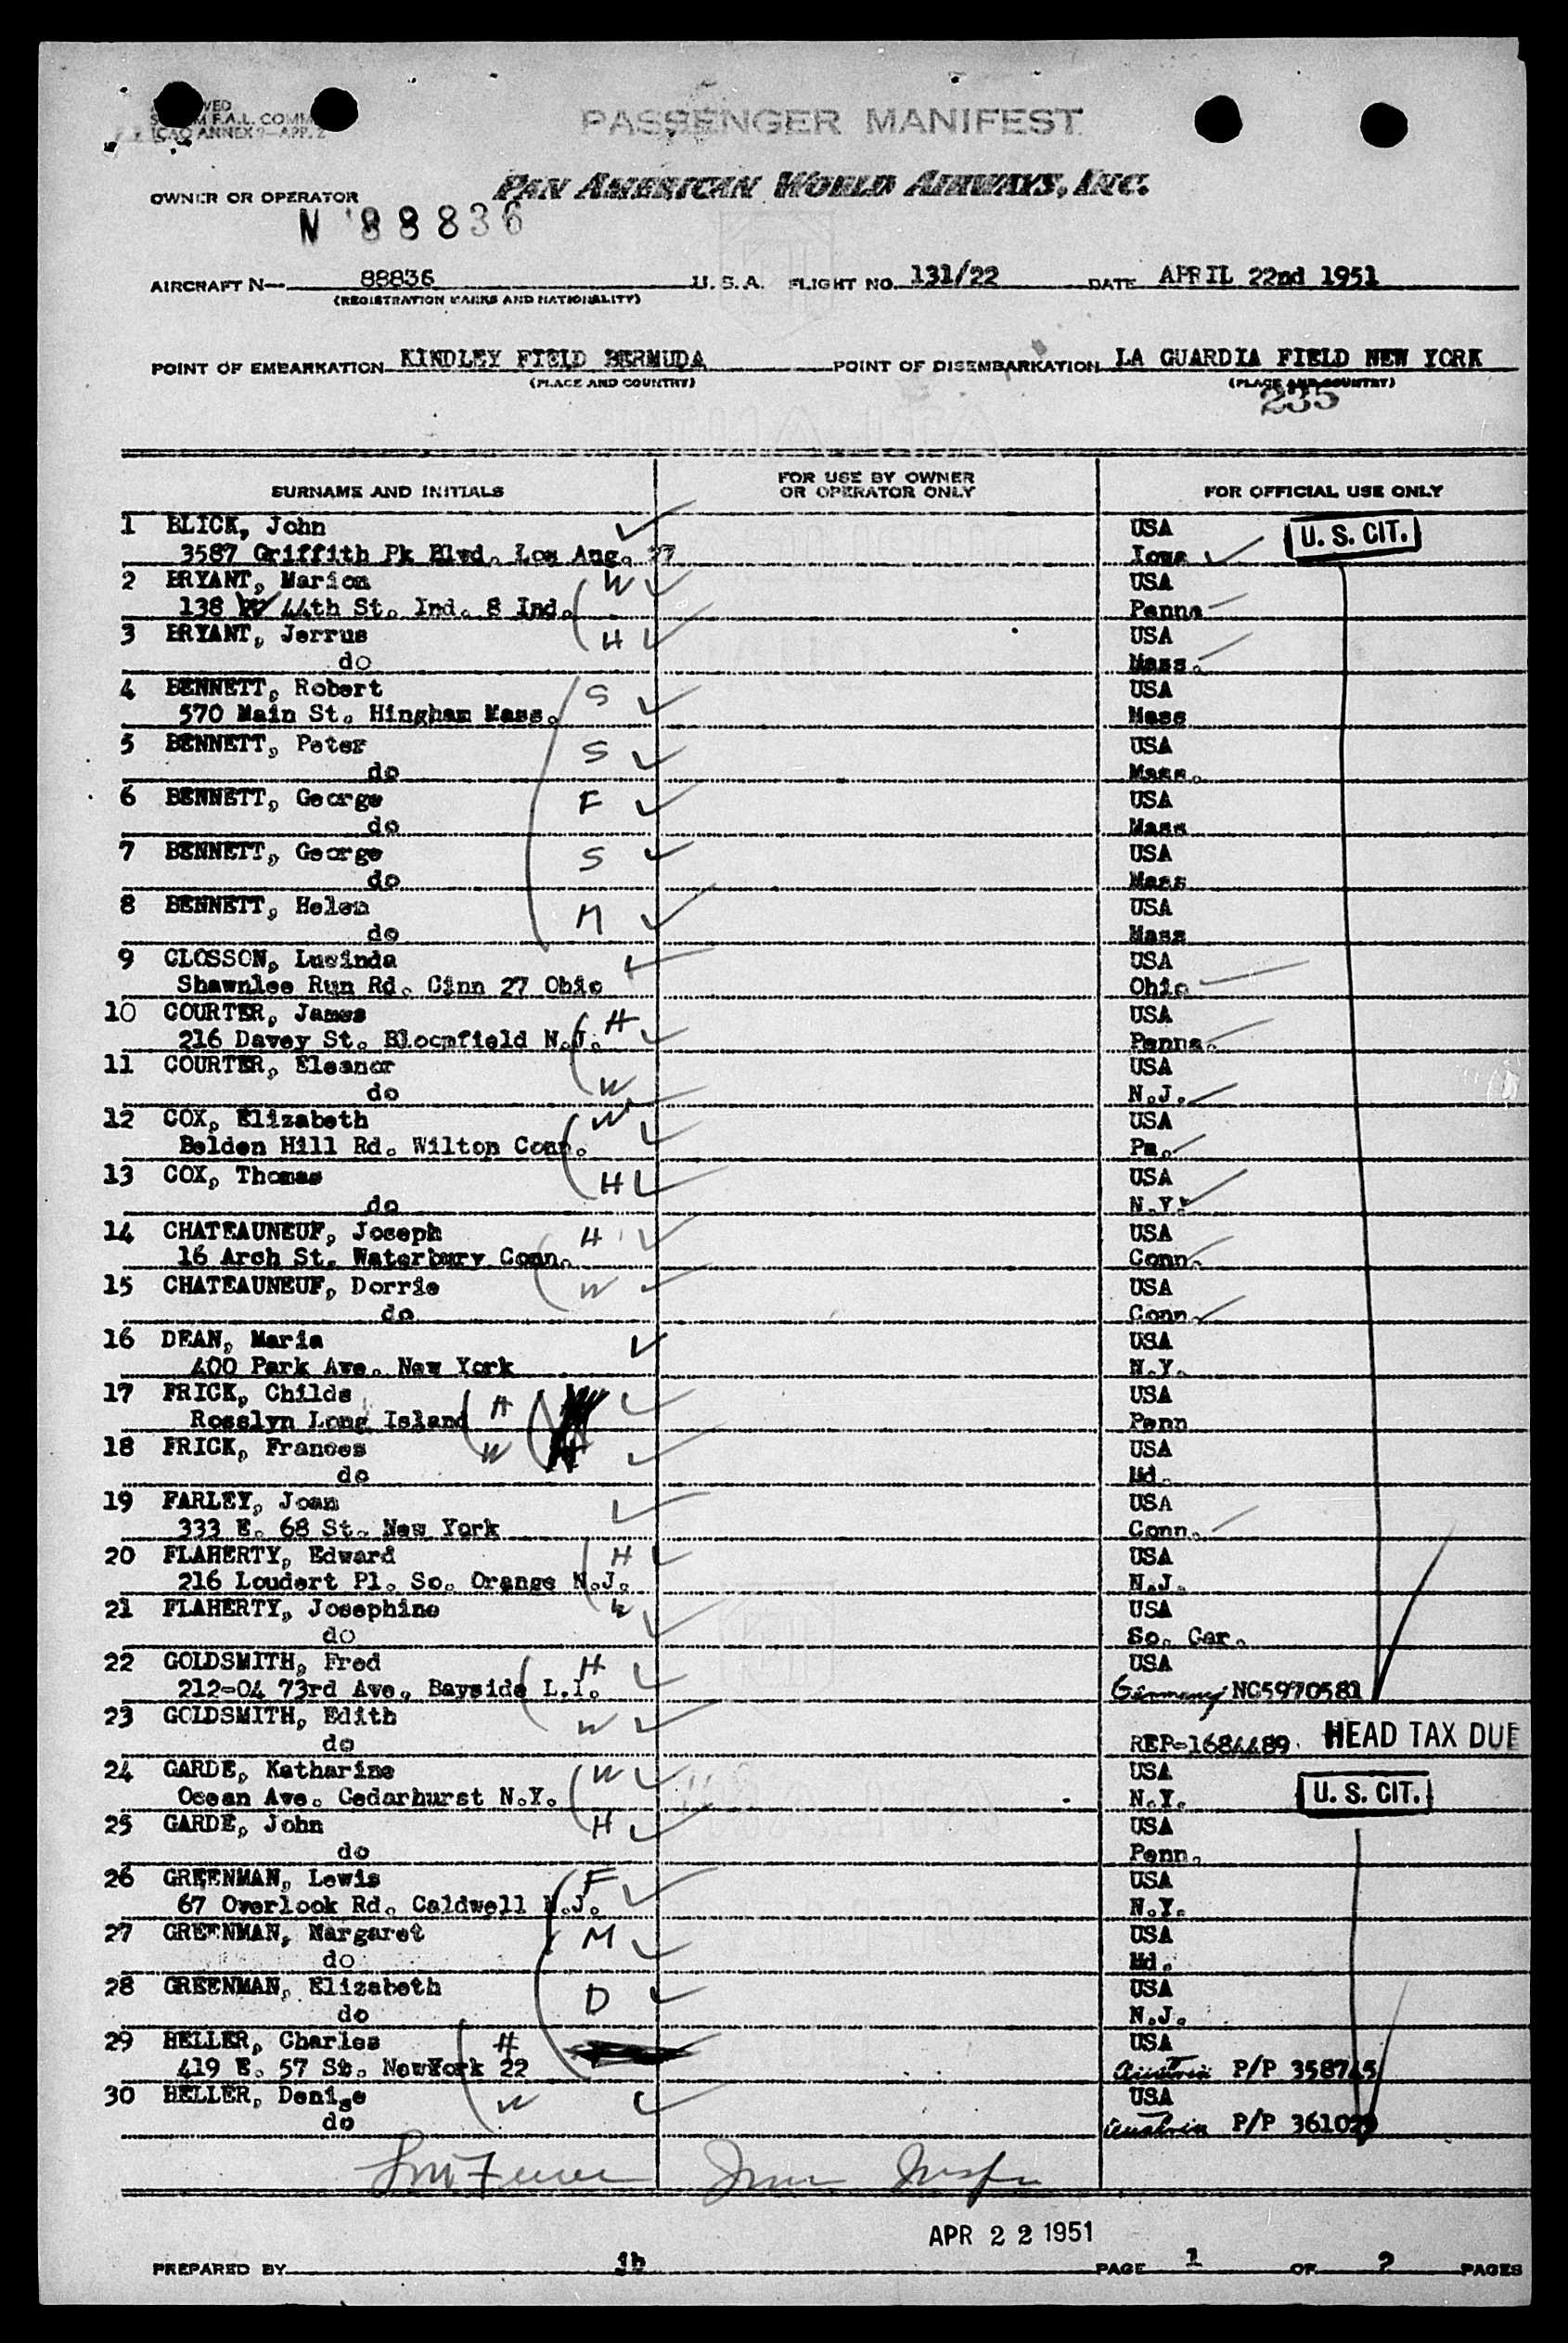 PASSENGER MANIFEST
F.A.L. COMM
ICAO ANNEX 9—APP. 2
OWNER OR OPERATOR PAN AMERICAN WORLD AIRWAYS, INC.
N 88836
AIRCRAFT N— 88836 U. S. A. FLIGHT NO. 131/22 DATE APRIL 22nd 1951
(REGISTRATION MARKS AND NATIONALITY)
POINT OF EMBARKATION KINDLEY FIELD BERMUDA POINT OF DISEMBARKATION LA GUARDIA FIELD NEW YORK
(PLACE AND COUNTRY) (PLACE AND COUNTRY)
235
SURNAME AND INITIALS FOR USE BY OWNER OR OPERATOR ONLY FOR OFFICIAL USE ONLY
1 BLICK, John USA U. S. CIT.
3587 Griffith Pk Blvd. Los Ang. 27 Iowa
2 BRYANT, Marion W USA
138 W 44th St. Ind. 8 Ind. Penna
3 BRYANT, Jerrus H USA
do Mass.
4 BENNETT, Robert S USA
570 Main St. Hingham Mass. Mass
5 BENNETT, Peter S USA
do Mass.
6 BENNETT, George F USA
do Mass
7 BENNETT, George S USA
do Mass
8 BENNETT, Helen M USA
do Mass
9 CLOSSON, Lucinda USA
Shawnlee Run Rd. Cinn 27 Ohio Ohio
10 COURTER, James H USA
216 Davey St. Bloomfield N.J. Penna.
11 COURTER, Eleanor USA
do W N.J.
12 COX, Elizabeth W USA
Belden Hill Rd. Wilton Conn. Pa.
13 COX, Thomas H USA
do N.Y.
14 CHATEAUNEUF, Joseph H USA
16 Arch St. Waterbury Conn. Conn.
15 CHATEAUNEUF, Dorris W USA
do Conn.
16 DEAN, Maria USA
400 Park Ave. New York N.Y.
17 FRICK, Childs H USA
Rosslyn Long Island Penn
18 FRICK, Frances W USA
do Md.
19 FARLEY, Joan USA
333 E. 68 St. New York Conn.
20 FLAHERTY, Edward H USA
216 Loudert Pl. So. Orange N.J. N.J.
21 FLAHERTY, Josephine W USA
do So. Car.
22 GOLDSMITH, Fred H USA
212-04 73rd Ave. Bayside L.I. Germany NC5970581
23 GOLDSMITH, Edith W
do REP-1684489 HEAD TAX DUE
24 GARDE, Katharine W USA
Ocean Ave. Cedarhurst N.Y. N.Y. U. S. CIT.
25 GARDE, John H USA
do Penn.
26 GREENMAN, Lewis F USA
67 Overlook Rd. Caldwell N.J. N.Y.
27 GREENMAN, Margaret M USA
do Md.
28 GREENMAN, Elizabeth D USA
do N.J.
29 HELLER, Charles H USA
419 E. 57 St. NewYork 22 Austria P/P 358745
30 HELLER, Denise W USA
do Austria P/P 361029
APR 22 1951
PREPARED BY jb PAGE 1 OF 2 PAGES